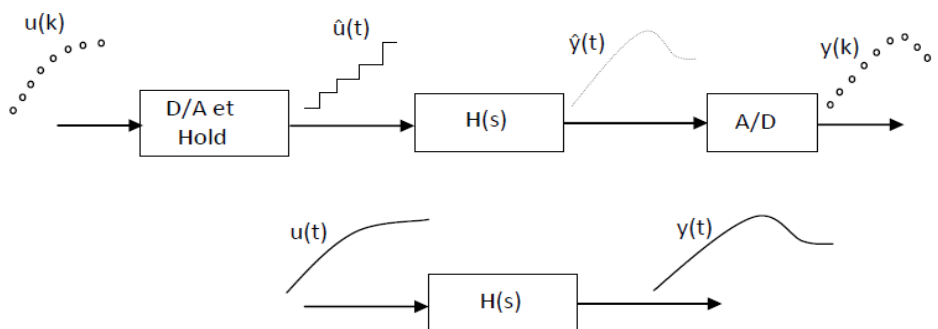 u(k)
û(t)
ŷ(t)
y(k)
D/A et
Hold
H(s)
A/D
u(t)
y(t)
H(s)